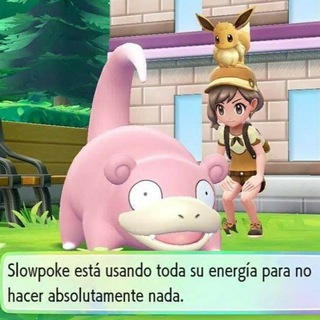 Slowpoke está usando toda su energía para no
hacer absolutamente nada.